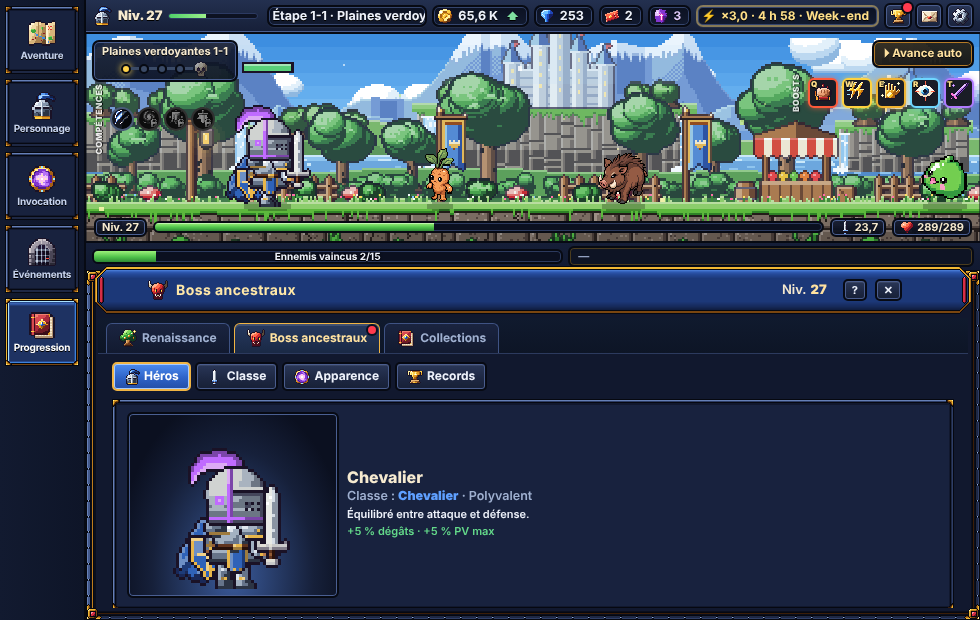 Niv. 27
Étape 1-1 · Plaines verdoy
65,6 K
253
2
3
×3,0 · 4 h 58 · Week-end
Aventure
Personnage
Invocation
Événements
Progression
Plaines verdoyantes 1-1
Avance auto
COMPÉTENCES
BOOSTS
Niv. 27
23,7
289/289
Ennemis vaincus 2/15
—
Boss ancestraux
Niv. 27
?
×
Renaissance
Boss ancestraux
Collections
Héros
Classe
Apparence
Records
Chevalier
Classe : Chevalier · Polyvalent
Équilibré entre attaque et défense.
+5 % dégâts · +5 % PV max